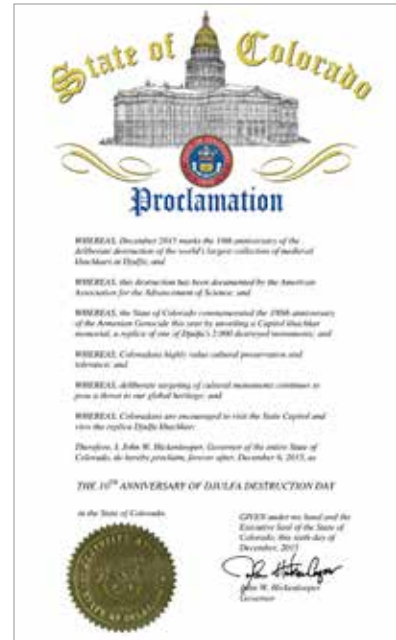 State of Colorado
Proclamation
WHEREAS, December 2015 marks the 10th anniversary of the
deliberate destruction of the world's largest collection of medieval
khachkars at Djulfa; and
WHEREAS, this destruction has been documented by the American
Association for the Advancement of Science; and
WHEREAS, the State of Colorado commemorated the 100th anniversary
of the Armenian Genocide this year by unveiling a Capitol khachkar
memorial, a replica of one of Djulfa's 2,000 destroyed monuments; and
WHEREAS, Coloradans highly value cultural preservation and
tolerance; and
WHEREAS, deliberate targeting of cultural monuments continues to
pose a threat to our global heritage; and
WHEREAS, Coloradans are encouraged to visit the State Capitol and
view the replica Djulfa khachkar;
Therefore, I, John W. Hickenlooper, Governor of the entire State of
Colorado, do hereby proclaim, forever after, December 6, 2015, as
THE 10TH ANNIVERSARY OF DJULFA DESTRUCTION DAY
in the State of Colorado.
GIVEN under my hand and the
Executive Seal of the State of
Colorado, this sixth day of
December, 2015
John W. Hickenlooper
Governor